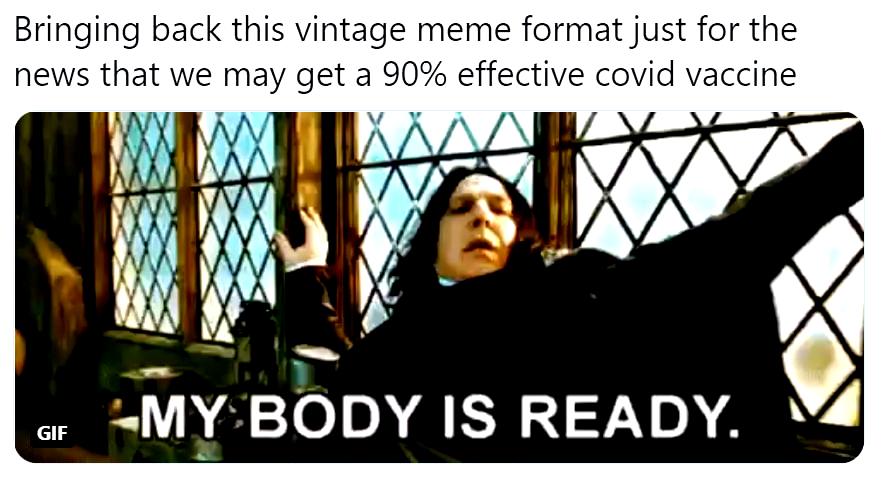 Bringing back this vintage meme format just for the
news that we may get a 90% effective covid vaccine
MY BODY IS READY.
GIF